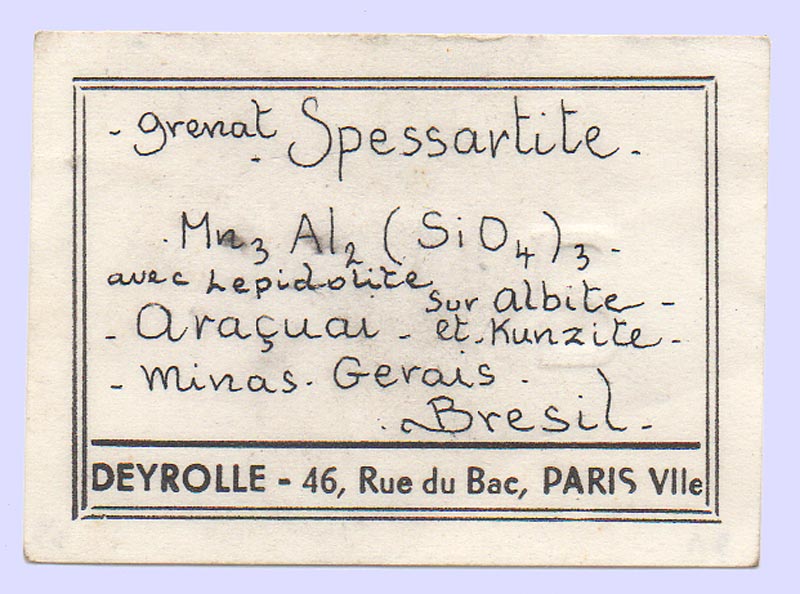 - grenat Spessartite.
Mn3 Al2 (SiO4)3 -
avec Lepidolite sur albite -
- Araçuai - et Kunzite -
- Minas Gerais.
Bresil.
DEYROLLE - 46, Rue du Bac, PARIS VIIe